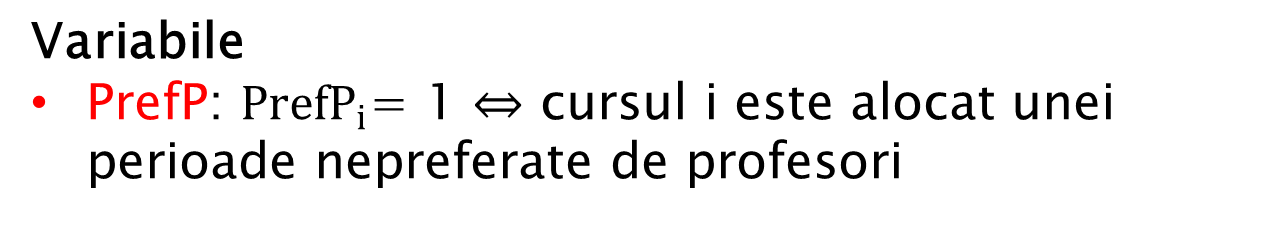 Variabile
• PrefP: PrefPᵢ= 1 ⇔ cursul i este alocat unei
perioade nepreferate de profesori